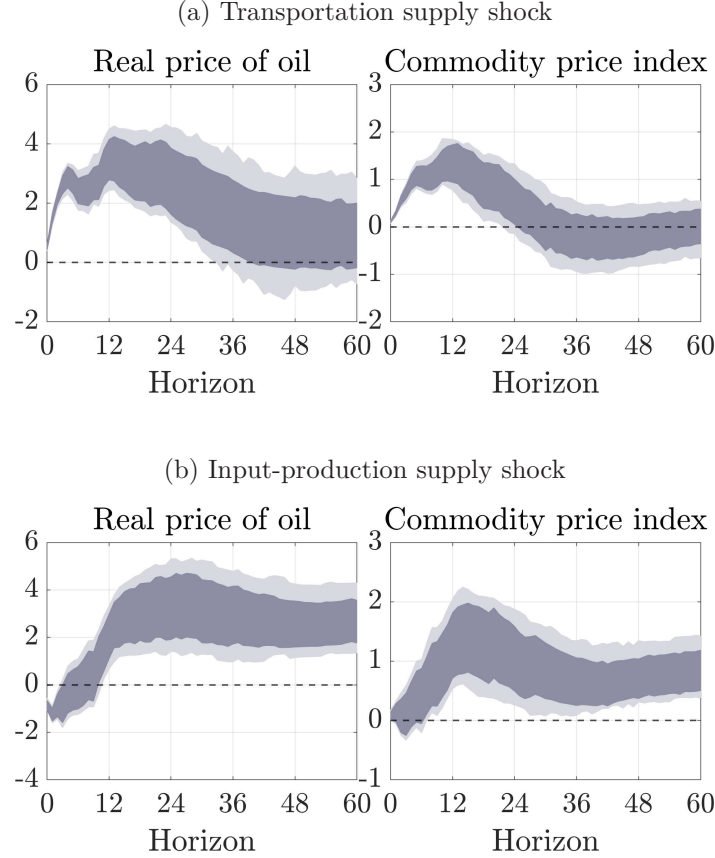 (a) Transportation supply shock
Real price of oil
6
4
2
0
-2
0 12 24 36 48 60
Horizon
Commodity price index
3
2
1
0
-1
-2
0 12 24 36 48 60
Horizon
(b) Input-production supply shock
Real price of oil
6
4
2
0
-2
-4
0 12 24 36 48 60
Horizon
Commodity price index
3
2
1
0
-1
0 12 24 36 48 60
Horizon